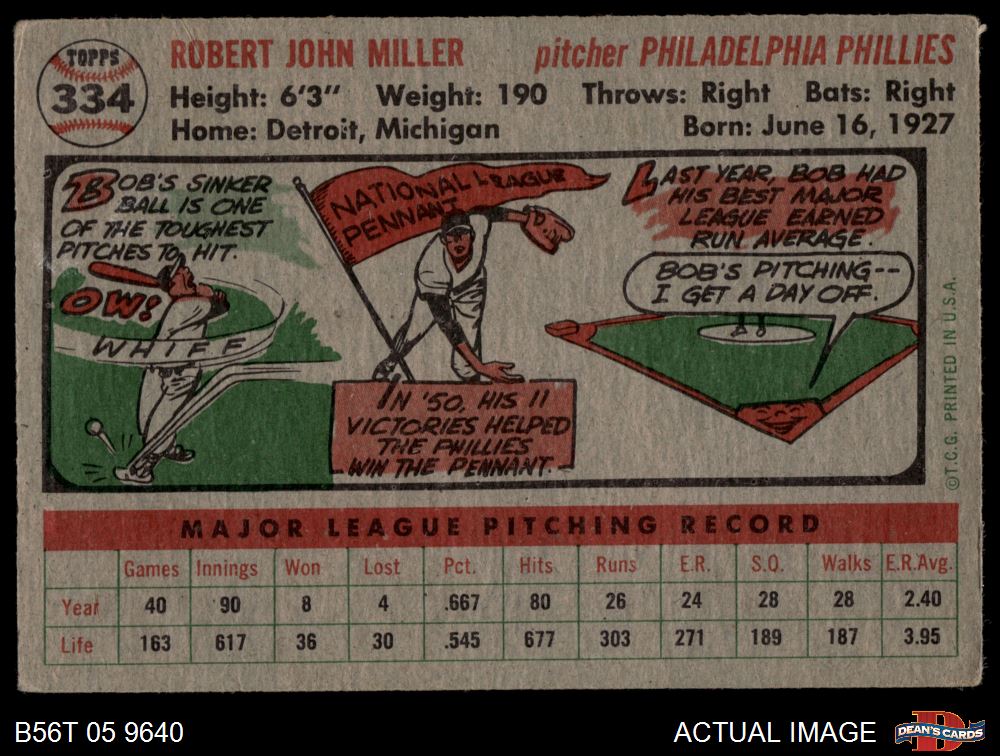 TOPPS
334
ROBERT JOHN MILLER pitcher PHILADELPHIA PHILLIES
Height: 6'3" Weight: 190 Throws: Right Bats: Right
Home: Detroit, Michigan Born: June 16, 1927
BOB'S SINKER
BALL IS ONE
OF THE TOUGHEST
PITCHES TO HIT.
OW!
WHIFF
NATIONAL LEAGUE
PENNANT
IN '50, HIS 11
VICTORIES HELPED
THE PHILLIES
WIN THE PENNANT.
LAST YEAR, BOB HAD
HIS BEST MAJOR
LEAGUE EARNED
RUN AVERAGE.
BOB'S PITCHING--
I GET A DAY OFF.
©T.C.G. PRINTED IN U.S.A.
MAJOR LEAGUE PITCHING RECORD
Games Innings Won Lost Pct. Hits Runs E.R. S.O. Walks E.R.Avg.
Year 40 90 8 4 .667 80 26 24 28 28 2.40
Life 163 617 36 30 .545 677 303 271 189 187 3.95
B56T 05 9640 ACTUAL IMAGE
D
DEAN'S CARDS